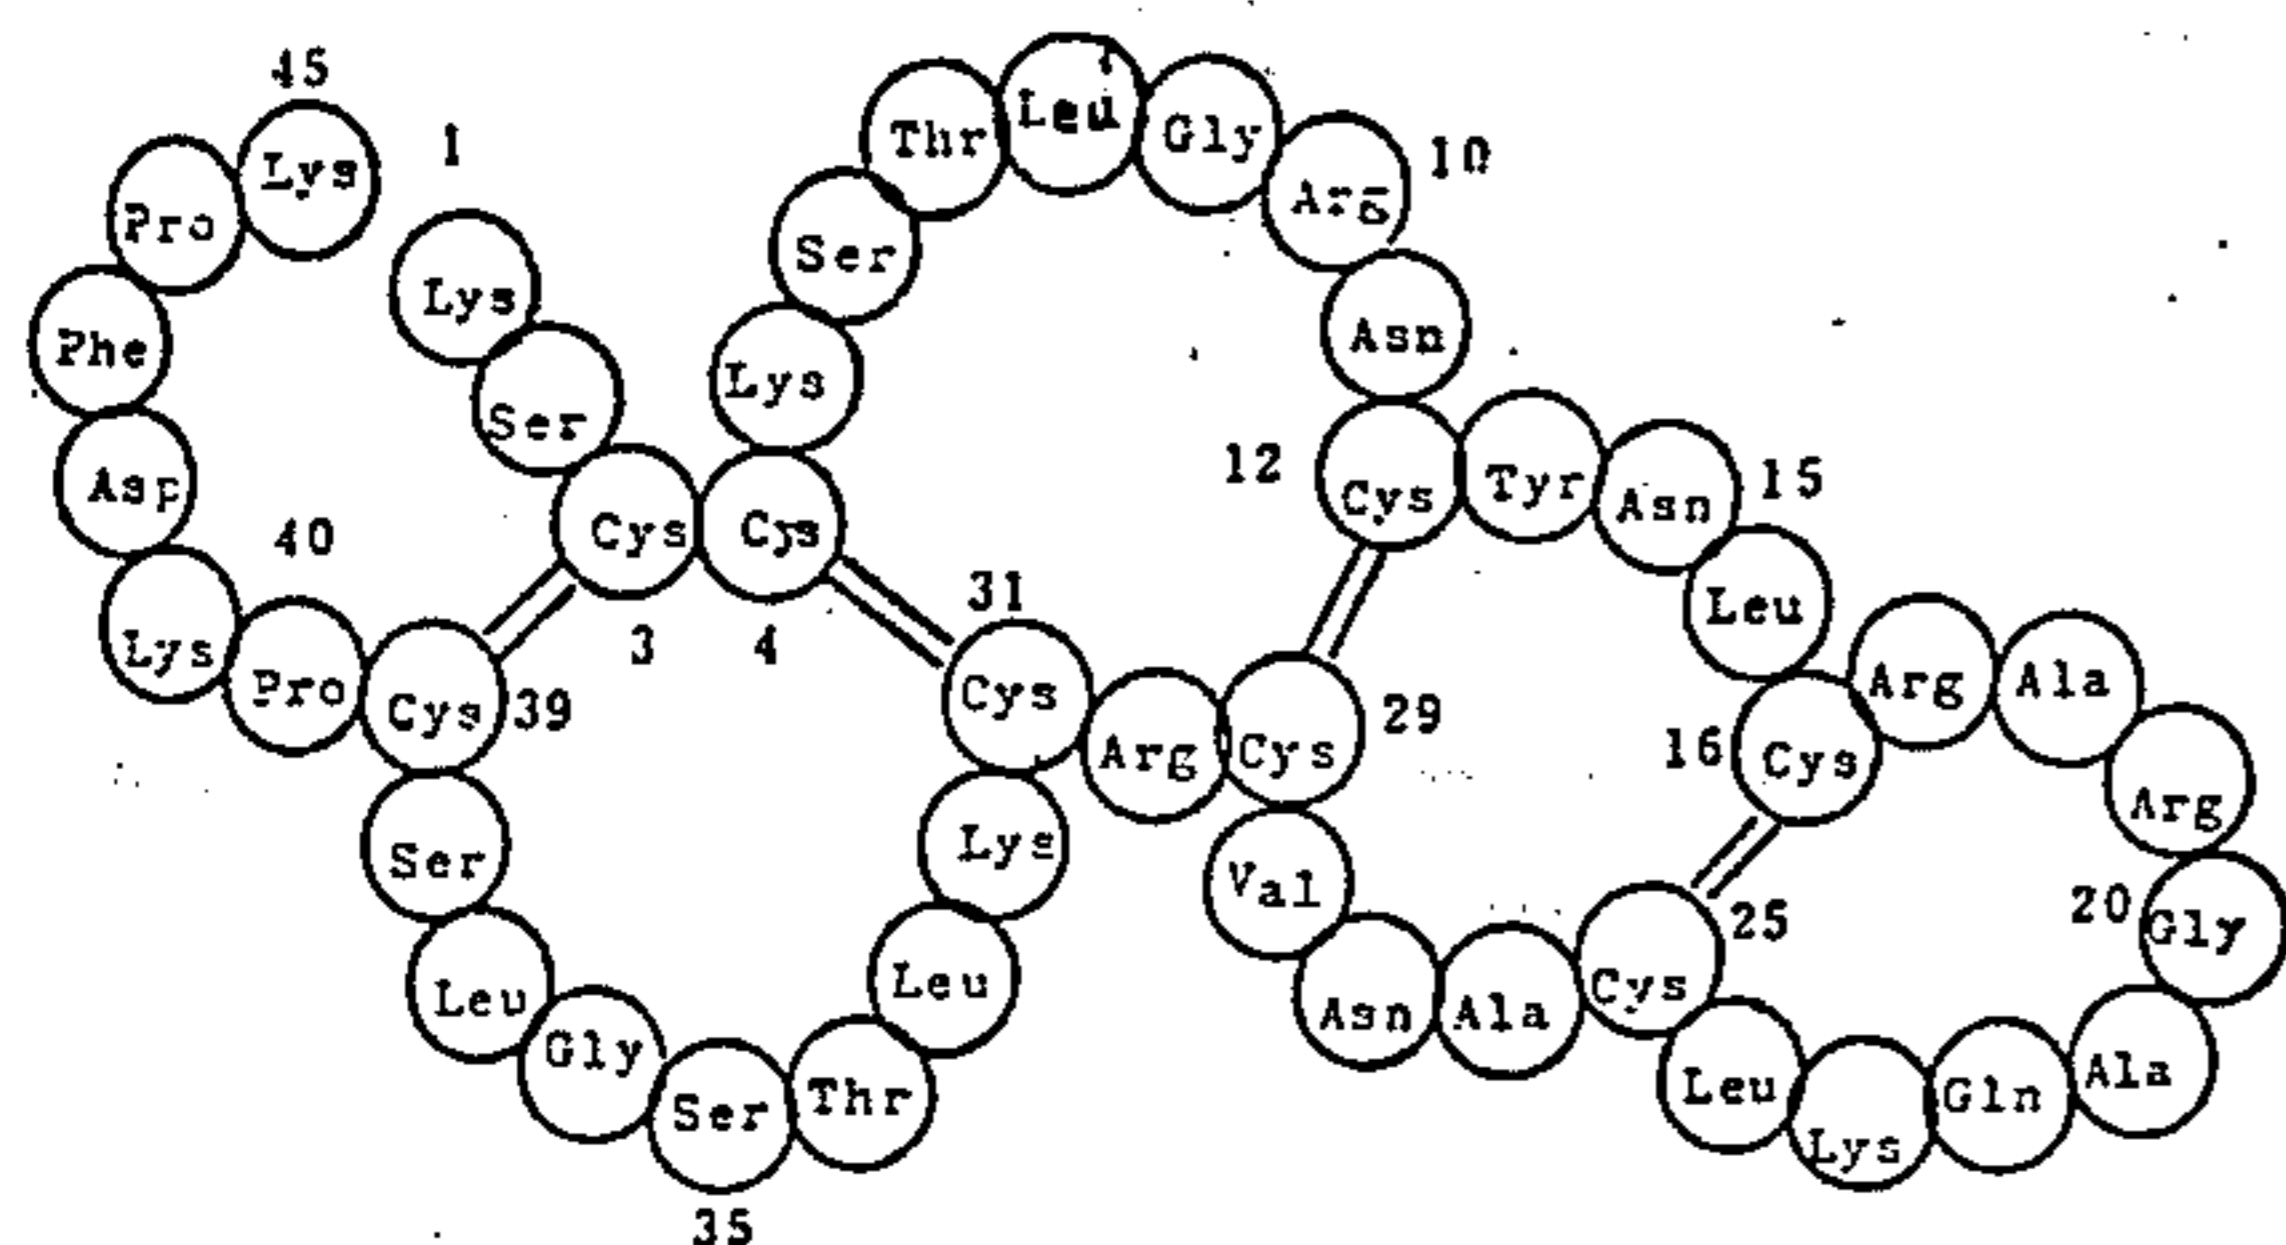 45
Lys
Pro
Phe
Asp
Lys
40
Pro
Cys
39
1
Lys
Ser
Cys
3
Cys
4
Lys
Ser
Thr
Leu
Gly
Arg
10
Asn
12
Cys
Tyr
Asn
15
Leu
16
Cys
Arg
Ala
Arg
20
Gly
Ala
Gln
Lys
Leu
Cys
25
Ala
Asn
Val
Cys
29
Arg
31
Cys
Lys
Leu
Thr
Ser
35
Gly
Leu
Ser